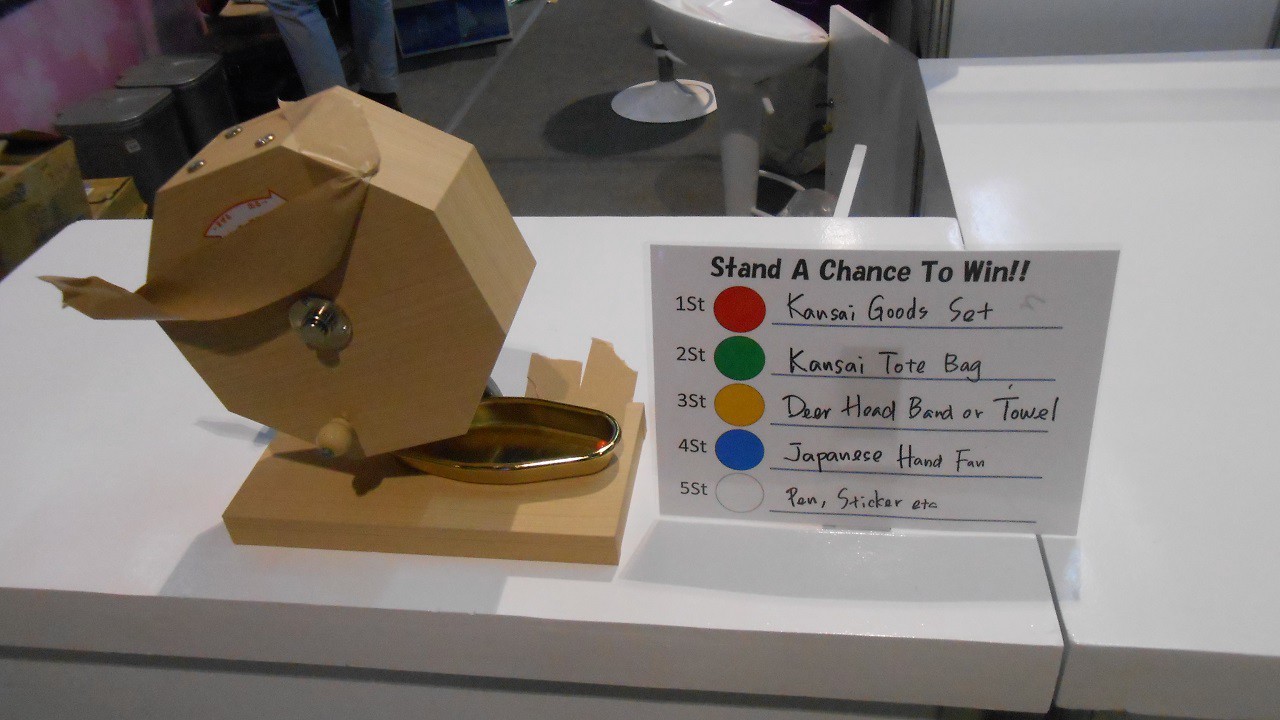 Stand A Chance To Win!!
1St Kansai Goods Set
2St Kansai Tote Bag
3St Deer Head Band or Towel
4St Japanese Hand Fan
5St Pen, Sticker etc